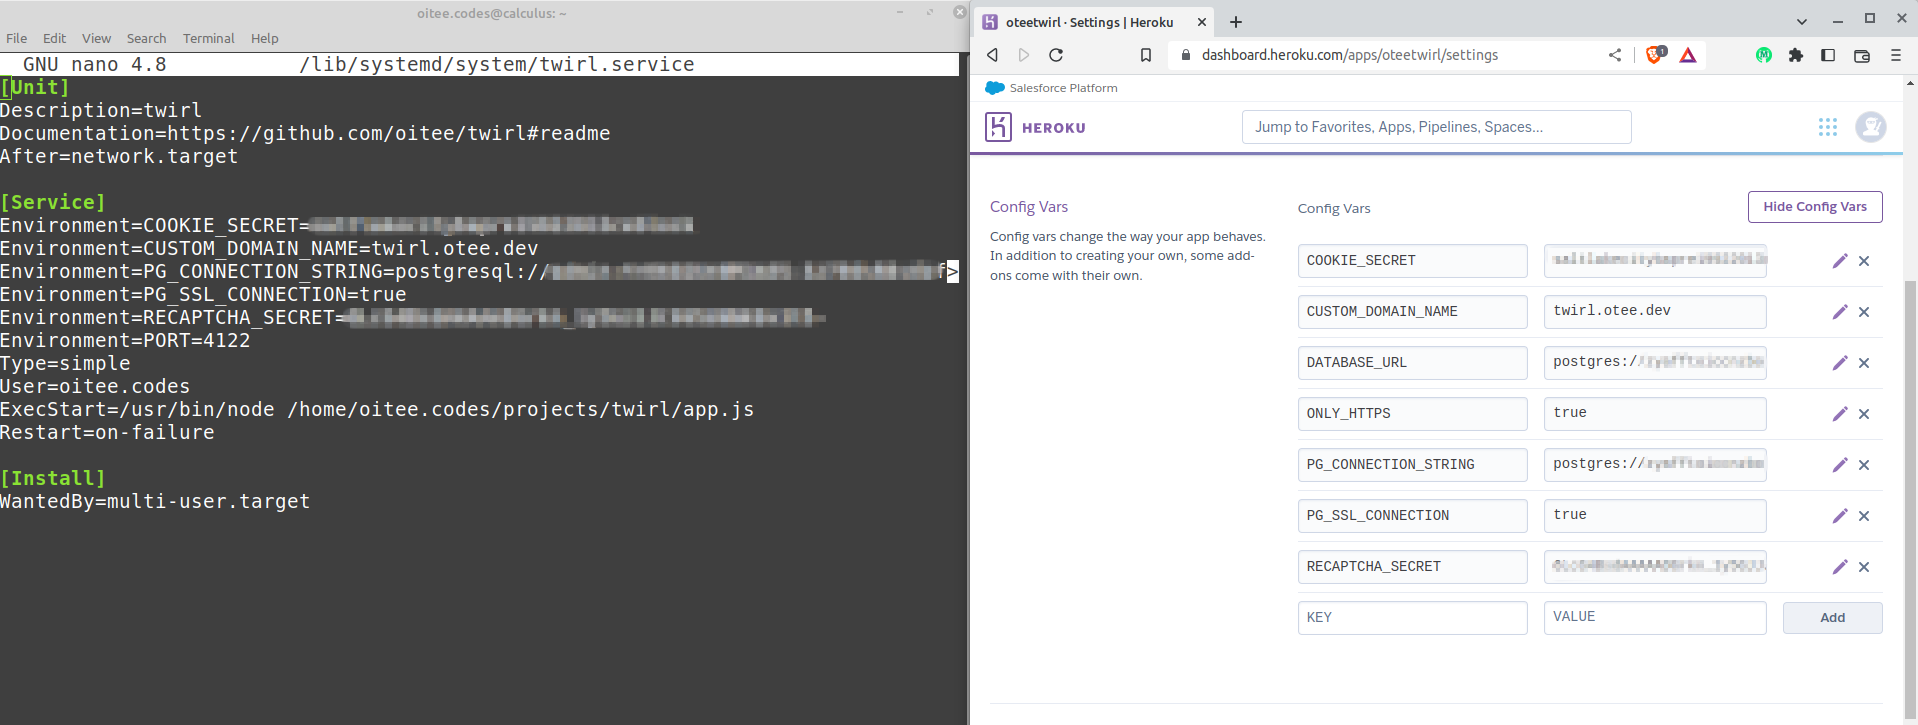 oitee.codes@calculus: ~
File Edit View Search Terminal Help
GNU nano 4.8 /lib/systemd/system/twirl.service
[Unit]
Description=twirl
Documentation=https://github.com/oitee/twirl#readme
After=network.target
[Service]
Environment=COOKIE_SECRET=
Environment=CUSTOM_DOMAIN_NAME=twirl.otee.dev
Environment=PG_CONNECTION_STRING=postgresql:// >
Environment=PG_SSL_CONNECTION=true
Environment=RECAPTCHA_SECRET=
Environment=PORT=4122
Type=simple
User=oitee.codes
ExecStart=/usr/bin/node /home/oitee.codes/projects/twirl/app.js
Restart=on-failure
[Install]
WantedBy=multi-user.target
oteetwirl · Settings | Heroku
dashboard.heroku.com/apps/oteetwirl/settings
1
Salesforce Platform
HEROKU
Jump to Favorites, Apps, Pipelines, Spaces...
Config Vars
Config vars change the way your app behaves.
In addition to creating your own, some add-
ons come with their own.
Config Vars
Hide Config Vars
COOKIE_SECRET
CUSTOM_DOMAIN_NAME twirl.otee.dev
DATABASE_URL postgres://
ONLY_HTTPS true
PG_CONNECTION_STRING postgres://
PG_SSL_CONNECTION true
RECAPTCHA_SECRET
KEY VALUE Add